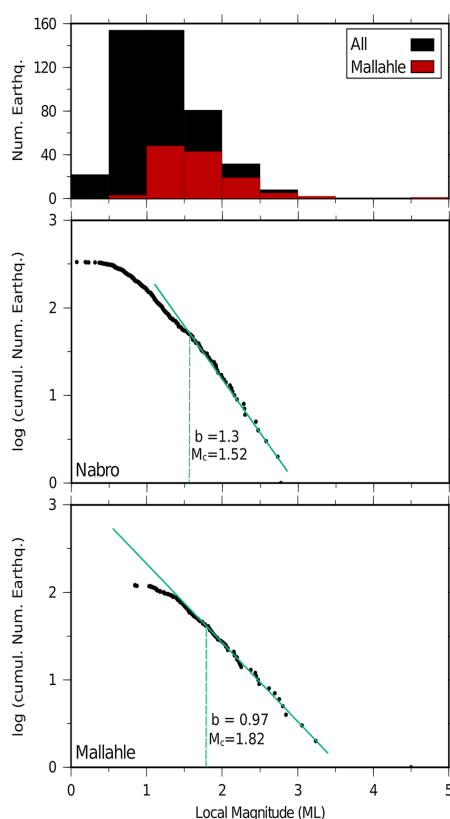 160
120
80
40
0
Num. Earthq.
All
Mallahle
3
2
1
0
log (cumul. Num. Earthq.)
b =1.3
Mc=1.52
Nabro
3
2
1
0
log (cumul. Num. Earthq.)
b = 0.97
Mc=1.82
Mallahle
0 1 2 3 4 5
Local Magnitude (ML)